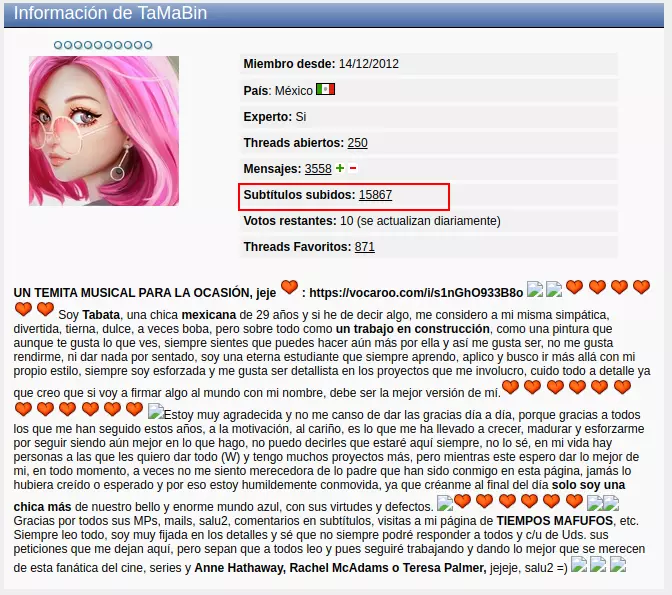 Información de TaMaBin
Miembro desde: 14/12/2012
País: México
Experto: Si
Threads abiertos: 250
Mensajes: 3558
Subtítulos subidos: 15867
Votos restantes: 10 (se actualizan diariamente)
Threads Favoritos: 871
UN TEMITA MUSICAL PARA LA OCASIÓN, jeje : https://vocaroo.com/i/s1nGhO933B8o
Soy Tabata, una chica mexicana de 29 años y si he de decir algo, me considero a mi misma simpática,
divertida, tierna, dulce, a veces boba, pero sobre todo como un trabajo en construcción, como una pintura que
aunque te gusta lo que ves, siempre sientes que puedes hacer aún más por ella y así me gusta ser, no me gusta
rendirme, ni dar nada por sentado, soy una eterna estudiante que siempre aprendo, aplico y busco ir más allá con mi
propio estilo, siempre soy esforzada y me gusta ser detallista en los proyectos que me involucro, cuido todo a detalle ya
que creo que si voy a firmar algo al mundo con mi nombre, debe ser la mejor versión de mí.
Estoy muy agradecida y no me canso de dar las gracias día a día, porque gracias a todos
los que me han seguido estos años, a la motivación, al cariño, es lo que me ha llevado a crecer, madurar y esforzarme
por seguir siendo aún mejor en lo que hago, no puedo decirles que estaré aquí siempre, no lo sé, en mi vida hay
personas a las que les quiero dar todo (W) y tengo muchos proyectos más, pero mientras este espero dar lo mejor de
mi, en todo momento, a veces no me siento merecedora de lo padre que han sido conmigo en esta página, jamás lo
hubiera creído o esperado y por eso estoy humildemente conmovida, ya que créanme al final del día solo soy una
chica más de nuestro bello y enorme mundo azul, con sus virtudes y defectos.
Gracias por todos sus MPs, mails, salu2, comentarios en subtítulos, visitas a mi página de TIEMPOS MAFUFOS, etc.
Siempre leo todo, soy muy fijada en los detalles y sé que no siempre podré responder a todos y c/u de Uds. sus
peticiones que me dejan aquí, pero sepan que a todos leo y pues seguiré trabajando y dando lo mejor que se merecen
de esta fanática del cine, series y Anne Hathaway, Rachel McAdams o Teresa Palmer, jejeje, salu2 =)